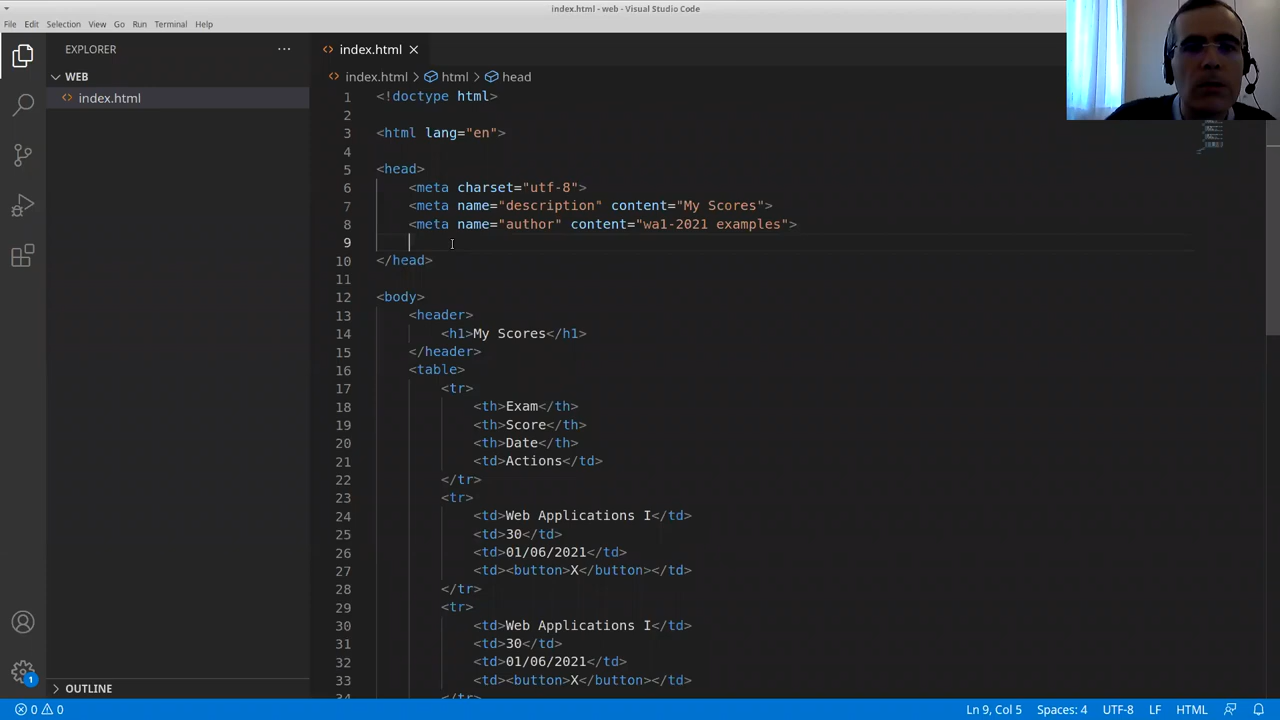 index.html - web - Visual Studio Code
File Edit Selection View Go Run Terminal Help
EXPLORER
WEB
index.html
OUTLINE
index.html
index.html > html > head
1 <!doctype html>
2
3 <html lang="en">
4
5 <head>
6 <meta charset="utf-8">
7 <meta name="description" content="My Scores">
8 <meta name="author" content="wa1-2021 examples">
9
10 </head>
11
12 <body>
13 <header>
14 <h1>My Scores</h1>
15 </header>
16 <table>
17 <tr>
18 <th>Exam</th>
19 <th>Score</th>
20 <th>Date</th>
21 <td>Actions</td>
22 </tr>
23 <tr>
24 <td>Web Applications I</td>
25 <td>30</td>
26 <td>01/06/2021</td>
27 <td><button>X</button></td>
28 </tr>
29 <tr>
30 <td>Web Applications I</td>
31 <td>30</td>
32 <td>01/06/2021</td>
33 <td><button>X</button></td>
34 </tr>
1
0 0 Ln 9, Col 5 Spaces: 4 UTF-8 LF HTML